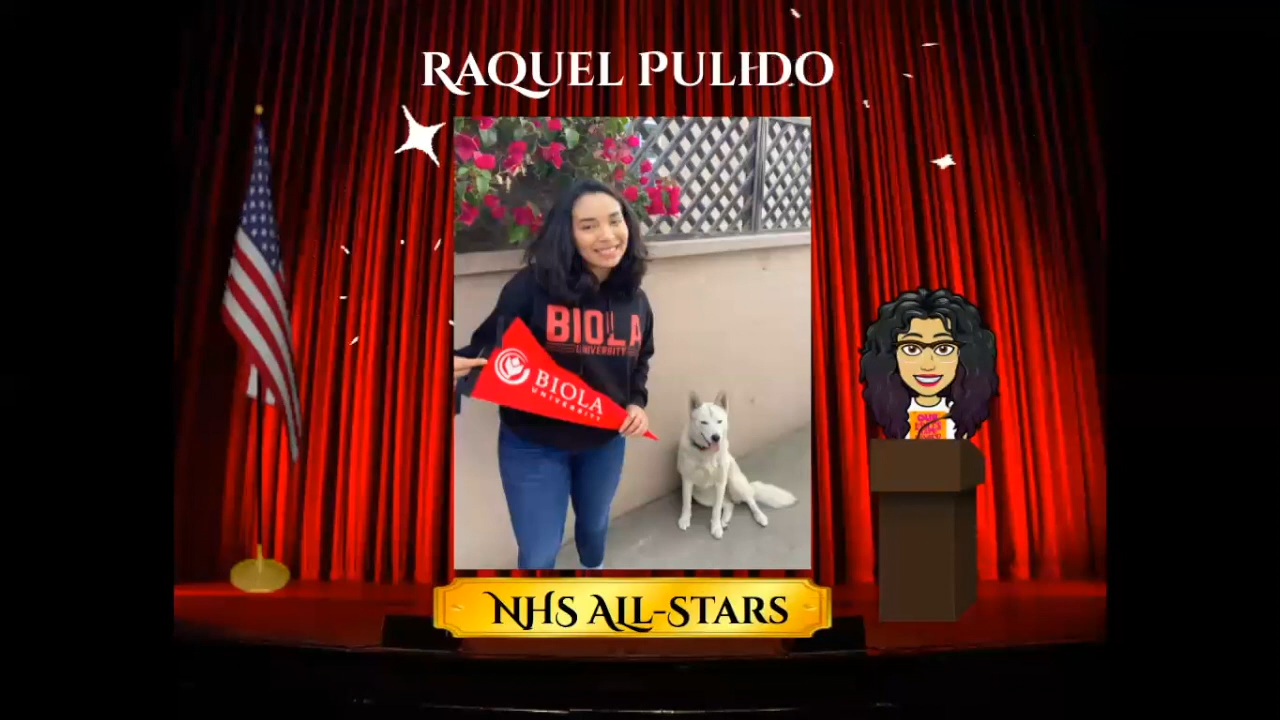 RAQUEL PULIDO
BIOLA
UNIVERSITY
BIOLA
UNIVERSITY
NHS ALL-STARS